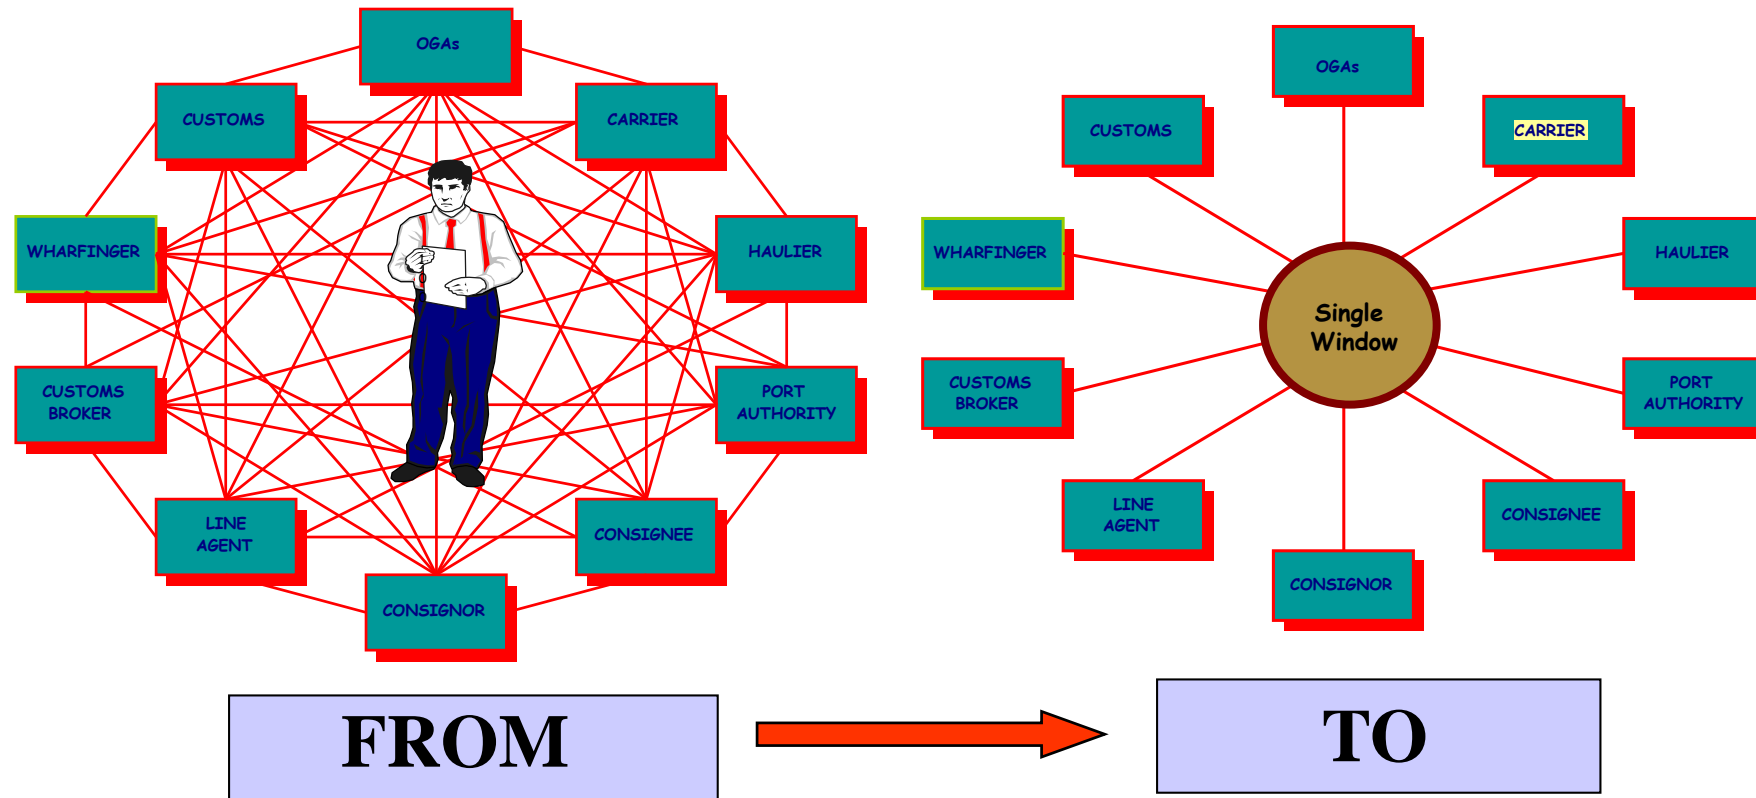 OGAs
CUSTOMS
CARRIER
WHARFINGER
HAULIER
CUSTOMS
BROKER
PORT
AUTHORITY
LINE
AGENT
CONSIGNEE
CONSIGNOR
FROM
OGAs
CUSTOMS
CARRIER
WHARFINGER
HAULIER
Single
Window
CUSTOMS
BROKER
PORT
AUTHORITY
LINE
AGENT
CONSIGNEE
CONSIGNOR
TO